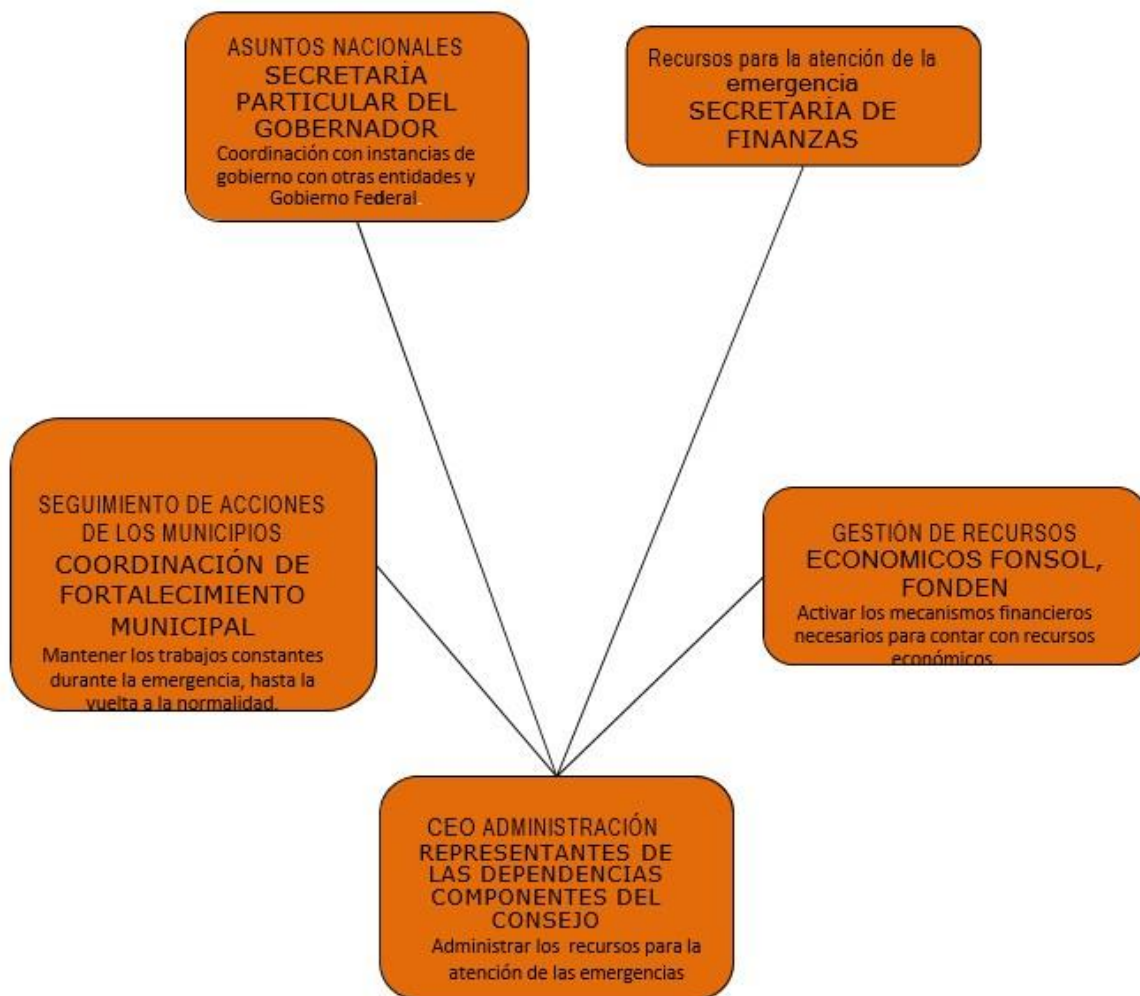 ASUNTOS NACIONALES
SECRETARÍA
PARTICULAR DEL
GOBERNADOR
Coordinación con instancias de
gobierno con otras entidades y
Gobierno Federal.
Recursos para la atención de la
emergencia
SECRETARÍA DE
FINANZAS
SEGUIMIENTO DE ACCIONES
DE LOS MUNICIPIOS
COORDINACIÓN DE
FORTALECIMIENTO
MUNICIPAL
Mantener los trabajos constantes
durante la emergencia, hasta la
vuelta a la normalidad.
GESTIÓN DE RECURSOS
ECONOMICOS FONSOL,
FONDEN
Activar los mecanismos financieros
necesarios para contar con recursos
económicos
CEO ADMINISTRACIÓN
REPRESENTANTES DE
LAS DEPENDENCIAS
COMPONENTES DEL
CONSEJO
Administrar los recursos para la
atención de las emergencias